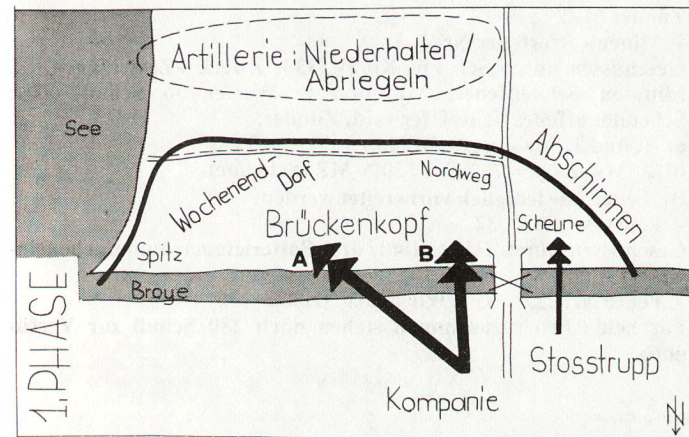 Artillerie: Niederhalten/
Abriegeln
See
Wochenend Dorf
Nordweg
Abschirmen
Brückenkopf
Scheune
Spitz
A
B
Broye
1. PHASE
Stosstrupp
Kompanie
N